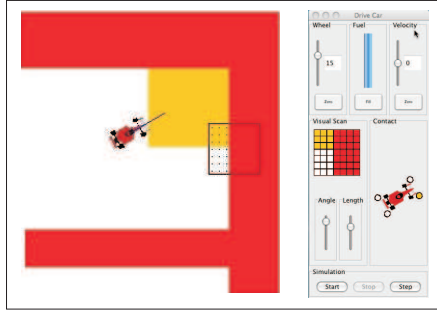 Drive Car
Wheel Fuel Velocity
15 0
Zero Fill Zero
Visual Scan Contact
Angle Length
Simulation
Start Stop Step